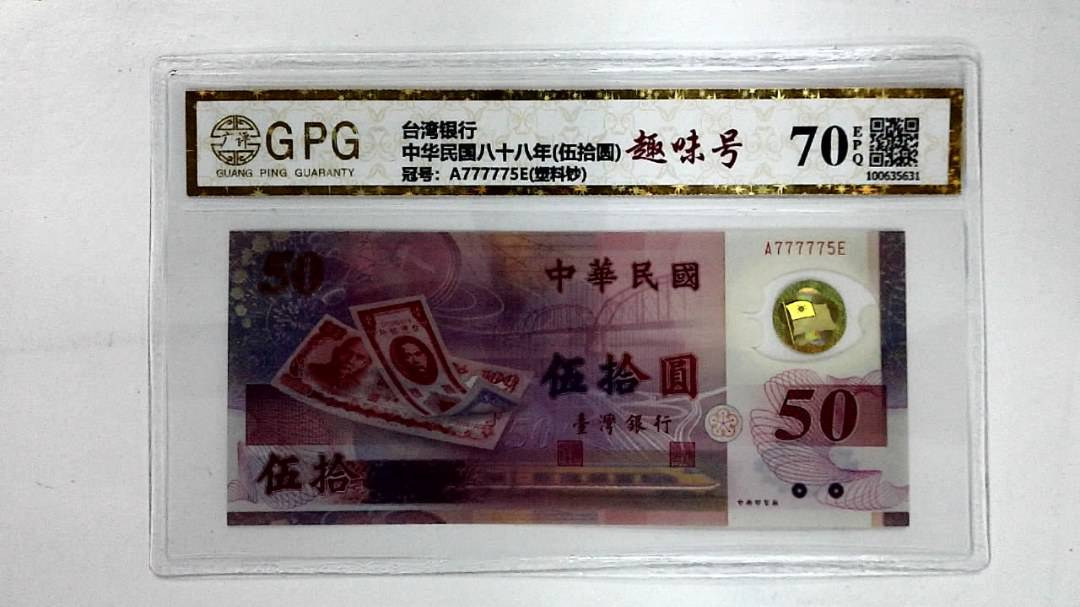 广评
GPG
GUANG PING GUARANTY
台湾银行
中华民国八十八年(伍拾圆)
冠号：A777775E(塑料钞)
趣味号
70
EPQ
100635631
50
中華民國
A777775E
伍拾圓
臺灣銀行
50
伍拾